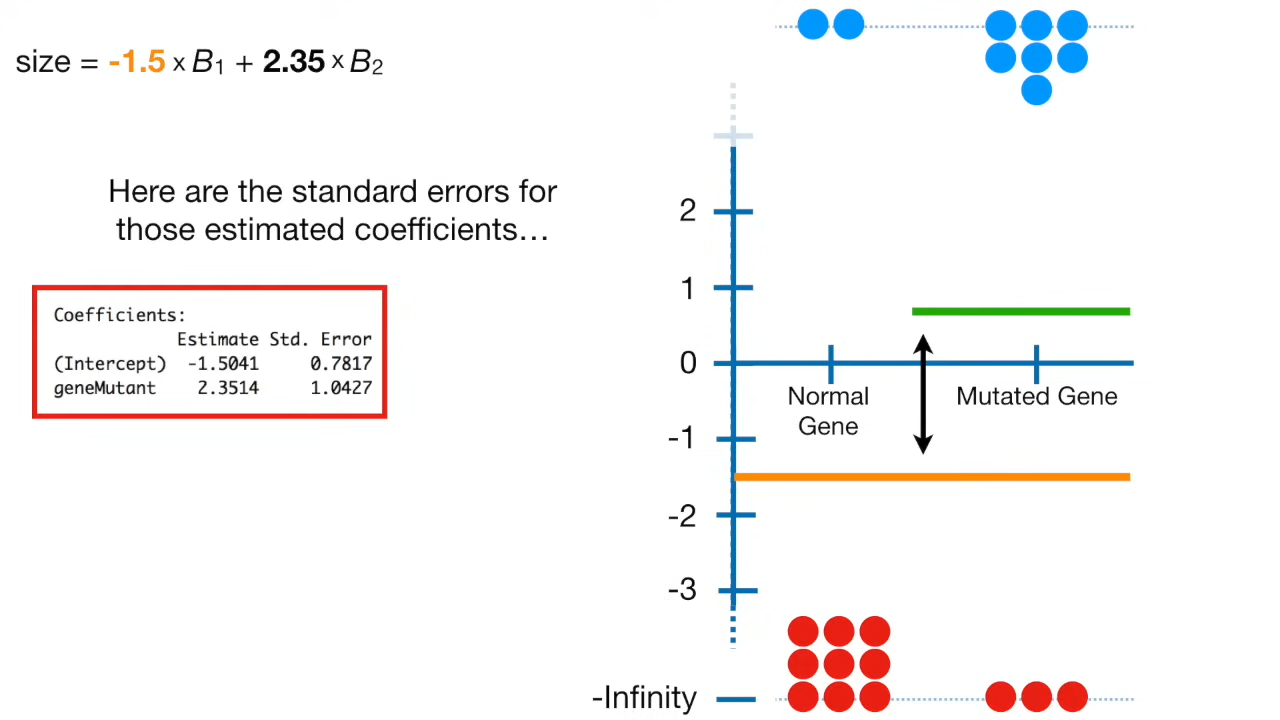 size = -1.5 x B1 + 2.35 x B2
Here are the standard errors for
those estimated coefficients…
Coefficients:
Estimate Std. Error
(Intercept) -1.5041 0.7817
geneMutant 2.3514 1.0427
2
1
0
Normal
Gene
Mutated Gene
-1
-2
-3
-Infinity